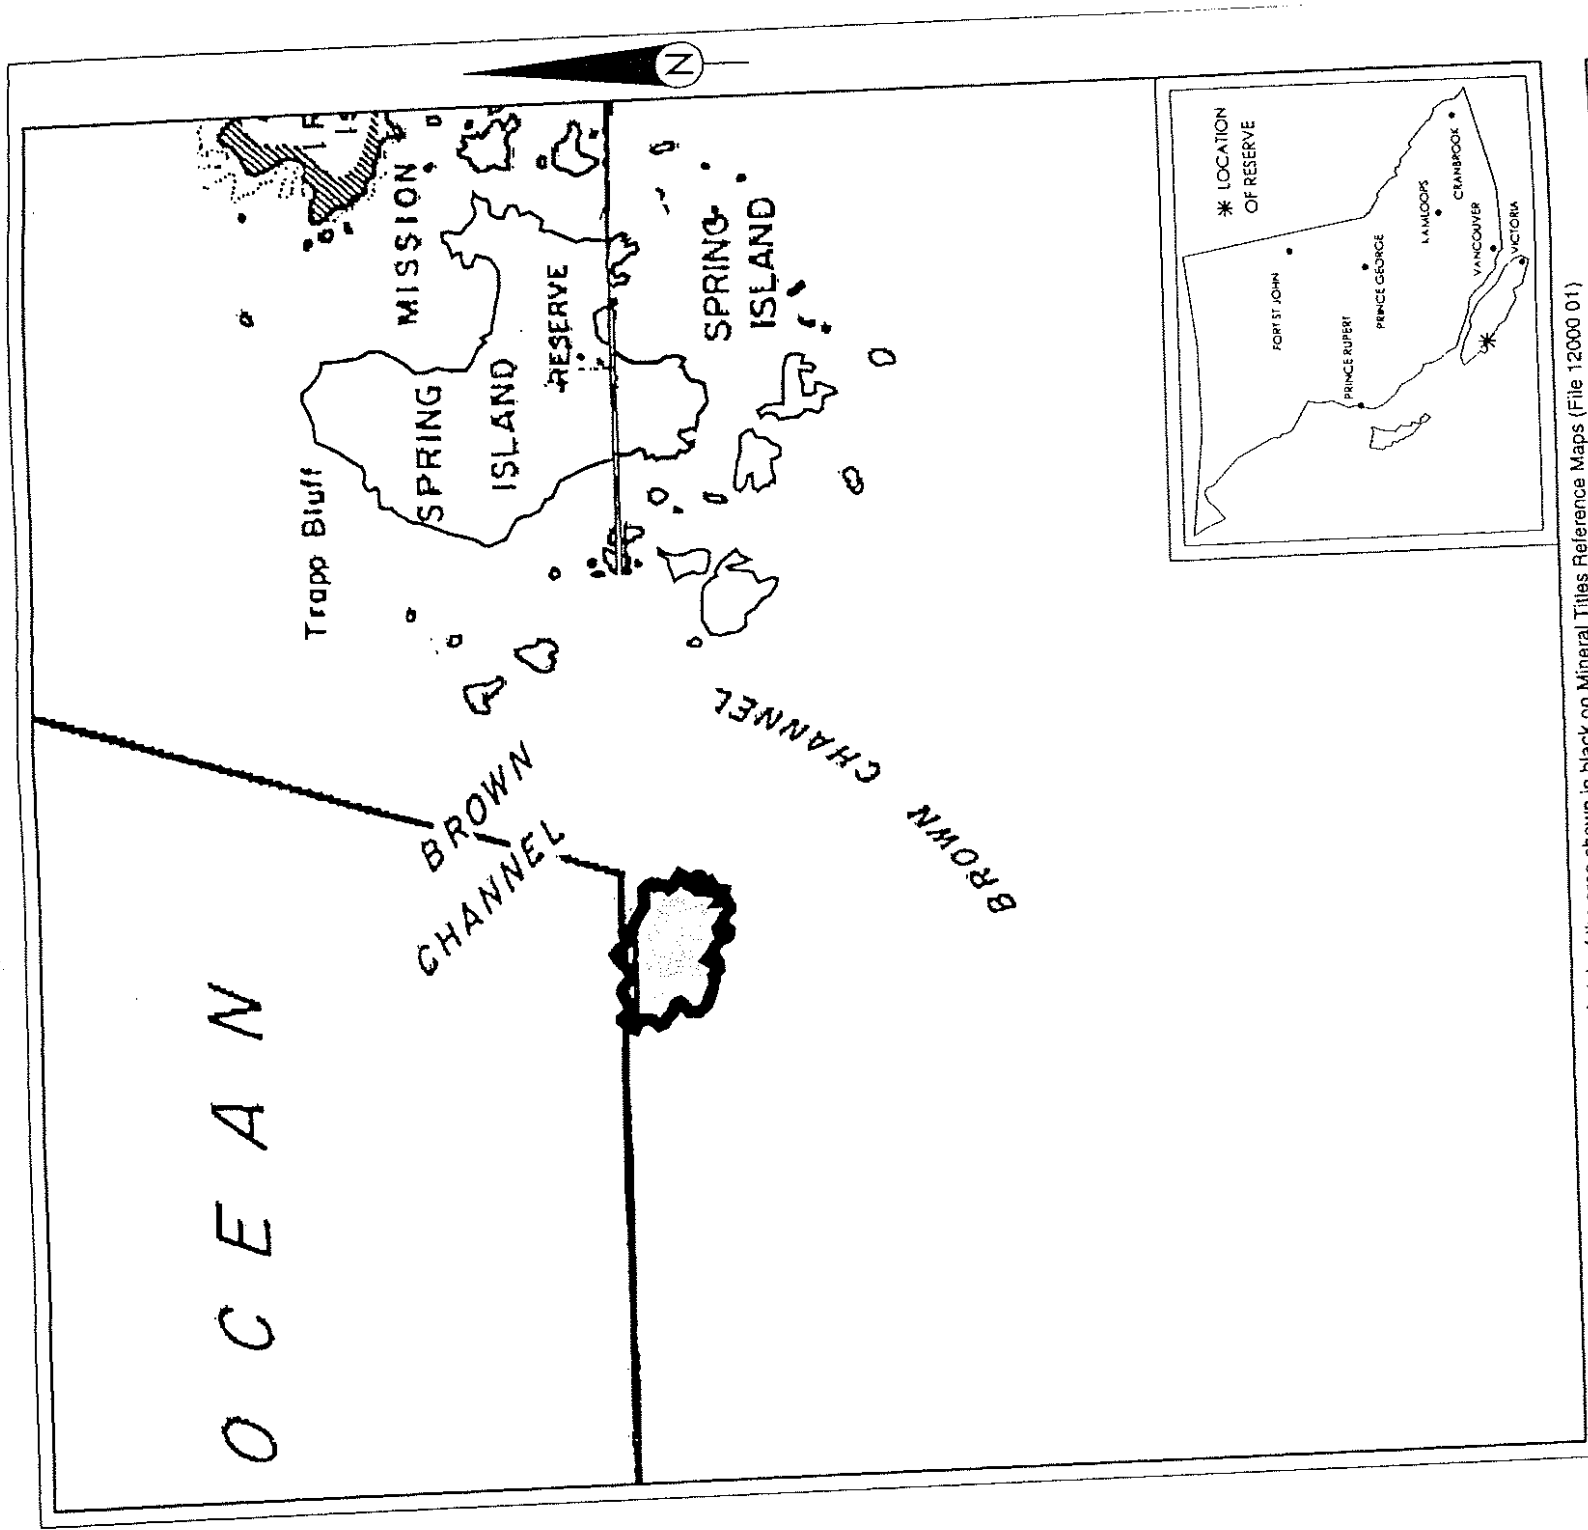 N
Trapp Bluff
MISSION
SPRING
ISLAND
RESERVE
SPRING
ISLAND
I R
IS
OCEAN
BROWN
CHANNEL
BROWN CHANNEL
* LOCATION
OF RESERVE
FORT ST JOHN
PRINCE RUPERT
PRINCE GEORGE
KAMLOOPS
CRANBROOK
VANCOUVER
VICTORIA
shown in black on Mineral Titles Reference Maps (File 12000 01)